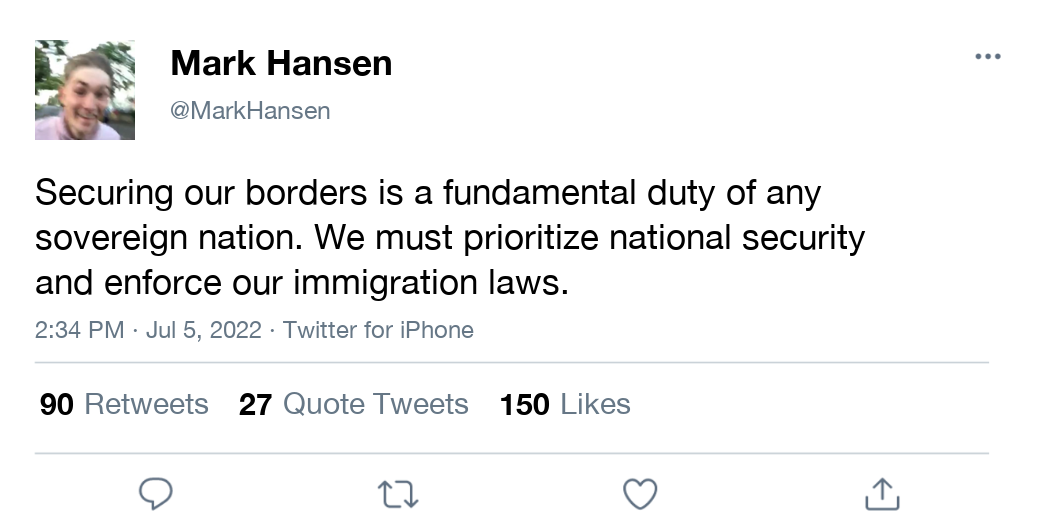 Mark Hansen
@MarkHansen
Securing our borders is a fundamental duty of any
sovereign nation. We must prioritize national security
and enforce our immigration laws.
2:34 PM · Jul 5, 2022 · Twitter for iPhone
90 Retweets 27 Quote Tweets 150 Likes